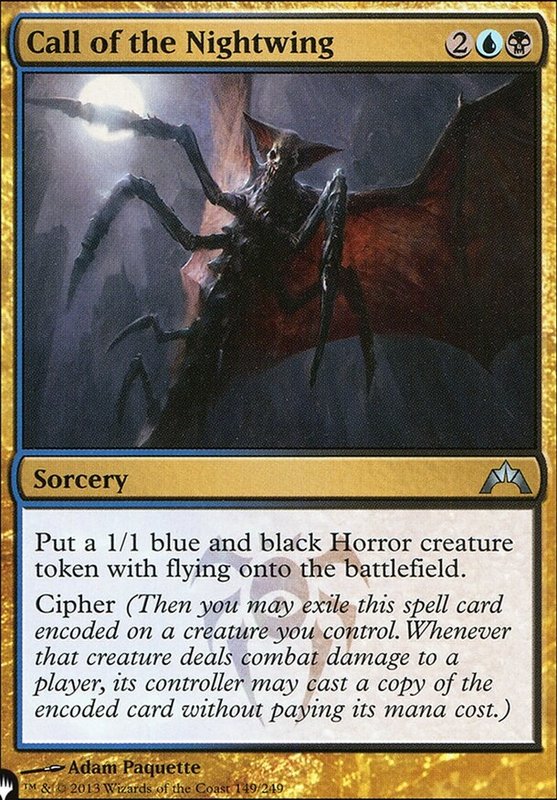 Call of the Nightwing 2
Sorcery
Put a 1/1 blue and black Horror creature
token with flying onto the battlefield.
Cipher (Then you may exile this spell card
encoded on a creature you control. Whenever
that creature deals combat damage to a
player, its controller may cast a copy of the
encoded card without paying its mana cost.)
Adam Paquette
™ & © 2013 Wizards of the Coast 149/249